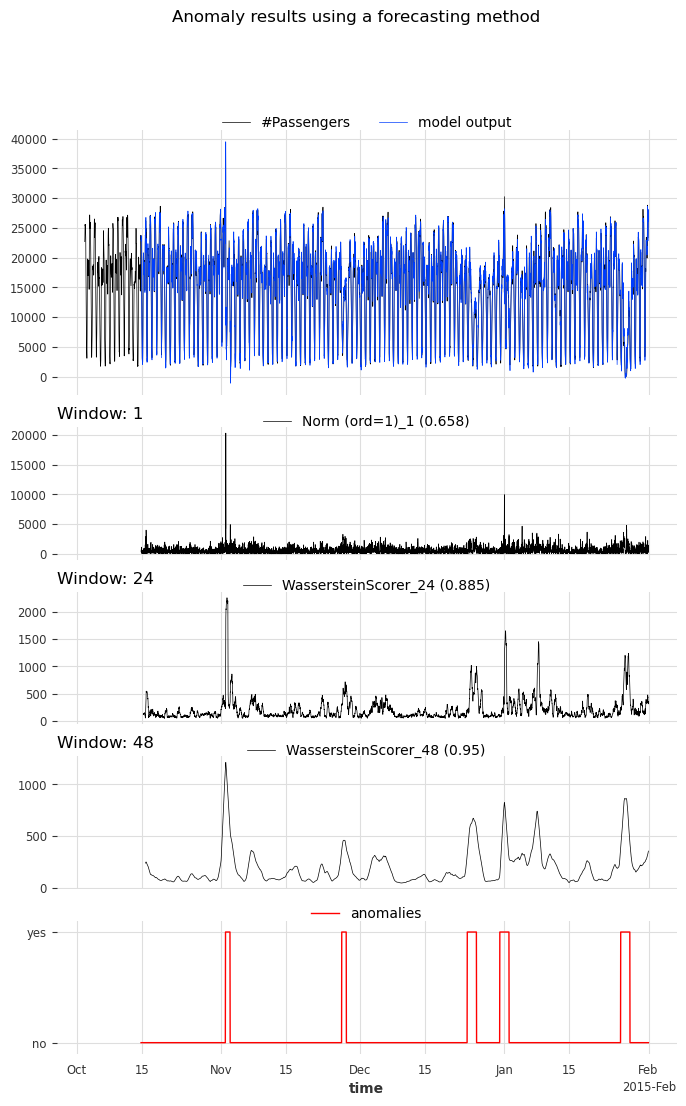 Anomaly results using a forecasting method
#Passengers model output
40000
35000
30000
25000
20000
15000
10000
5000
0
Window: 1
Norm (ord=1)_1 (0.658)
20000
15000
10000
5000
0
Window: 24
WassersteinScorer_24 (0.885)
2000
1500
1000
500
0
Window: 48
WassersteinScorer_48 (0.95)
1000
500
0
anomalies
yes
no
Oct 15 Nov 15 Dec 15 Jan 15 Feb
time
2015-Feb